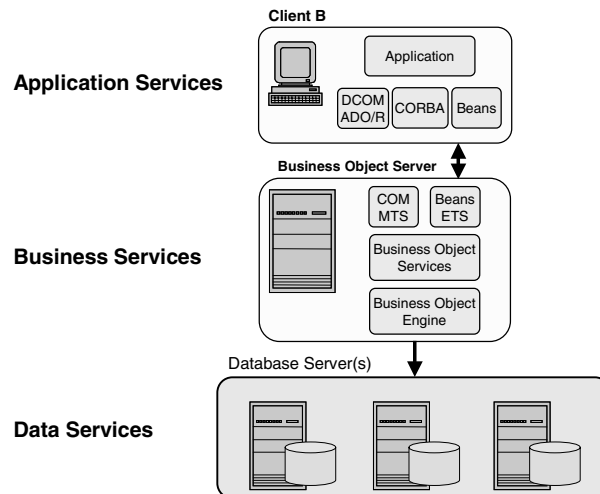 Client B
Application Services
Application
DCOM
ADO/R
CORBA
Beans
Business Object Server
Business Services
COM
MTS
Beans
ETS
Business Object
Services
Business Object
Engine
Database Server(s)
Data Services